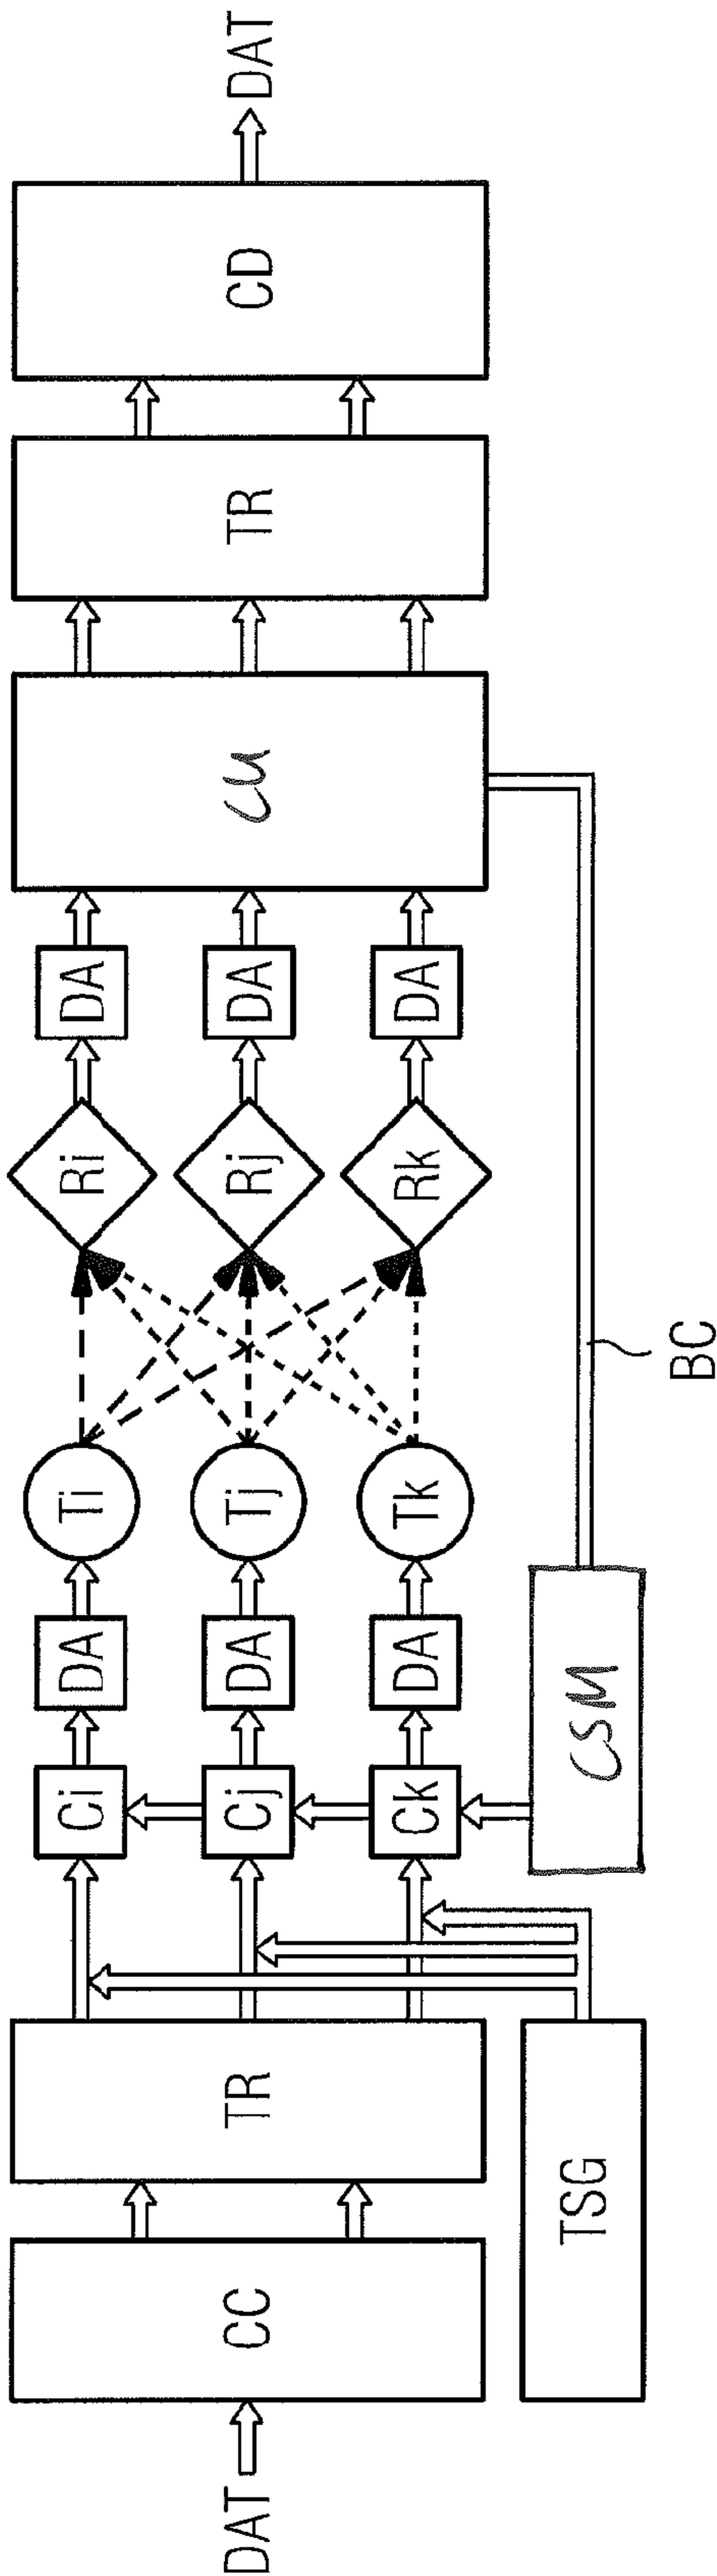 DAT
CC
TR
TSG
Ci
Cj
Ck
CSM
DA
DA
DA
Ti
Tj
Tk
BC
Ri
Rj
Rk
DA
DA
DA
CU
TR
CD
DAT